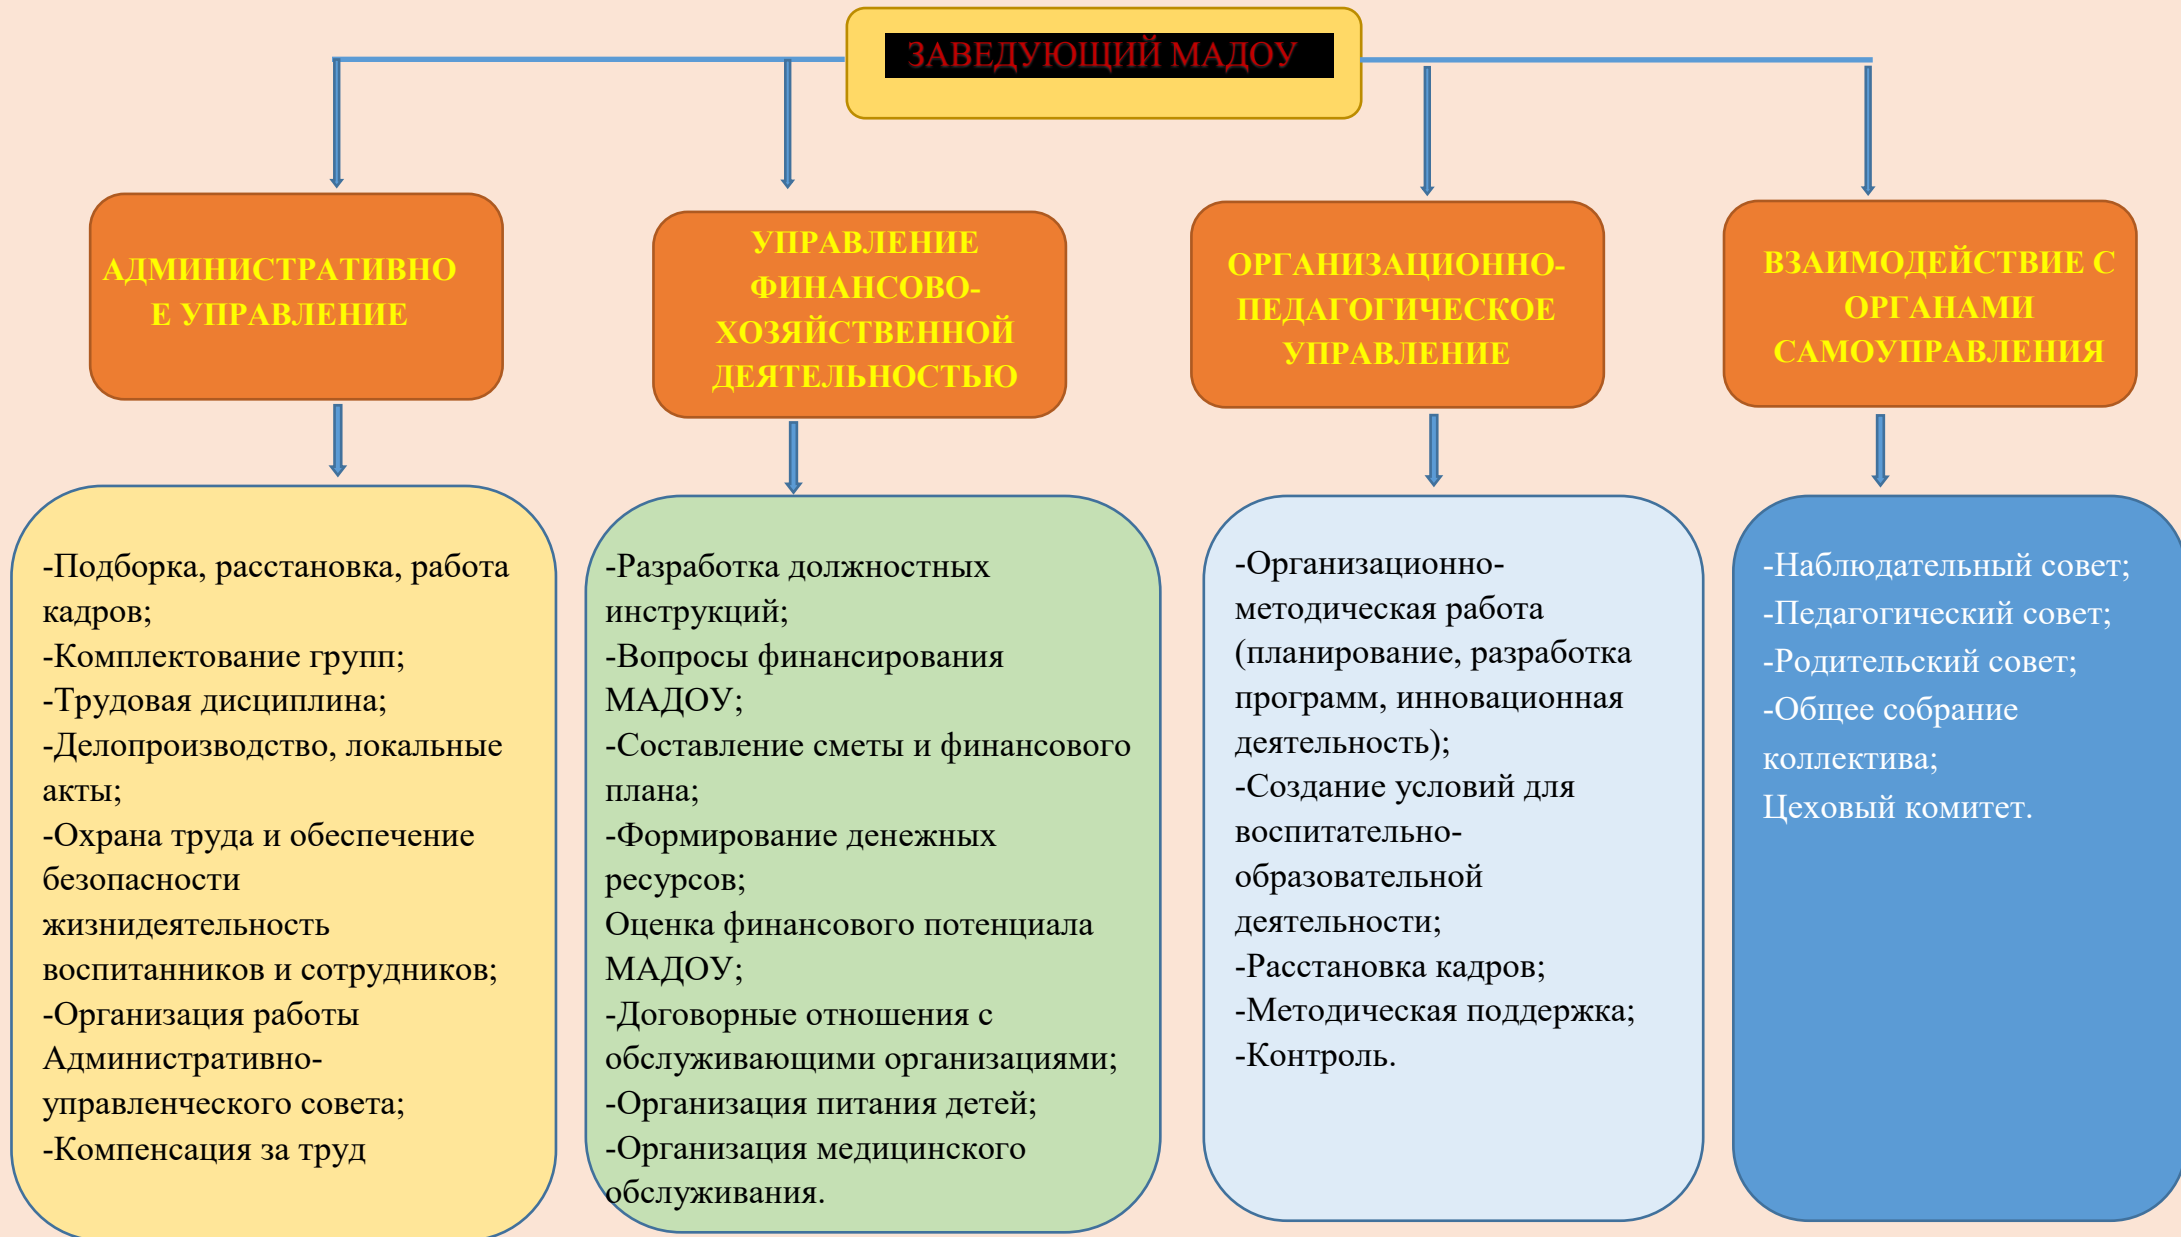 ЗАВЕДУЮЩИЙ МАДОУ
АДМИНИСТРАТИВНО
Е УПРАВЛЕНИЕ
УПРАВЛЕНИЕ
ФИНАНСОВО-
ХОЗЯЙСТВЕННОЙ
ДЕЯТЕЛЬНОСТЬЮ
ОРГАНИЗАЦИОННО-
ПЕДАГОГИЧЕСКОЕ
УПРАВЛЕНИЕ
ВЗАИМОДЕЙСТВИЕ С
ОРГАНАМИ
САМОУПРАВЛЕНИЯ
-Подборка, расстановка, работа
кадров;
-Комплектование групп;
-Трудовая дисциплина;
-Делопроизводство, локальные
акты;
-Охрана труда и обеспечение
безопасности
жизнидеятельность
воспитанников и сотрудников;
-Организация работы
Административно-
управленческого совета;
-Компенсация за труд
-Разработка должностных
инструкций;
-Вопросы финансирования
МАДОУ;
-Составление сметы и финансового
плана;
-Формирование денежных
ресурсов;
Оценка финансового потенциала
МАДОУ;
-Договорные отношения с
обслуживающими организациями;
-Организация питания детей;
-Организация медицинского
обслуживания.
-Организационно-
методическая работа
(планирование, разработка
программ, инновационная
деятельность);
-Создание условий для
воспитательно-
образовательной
деятельности;
-Расстановка кадров;
-Методическая поддержка;
-Контроль.
-Наблюдательный совет;
-Педагогический совет;
-Родительский совет;
-Общее собрание
коллектива;
Цеховый комитет.